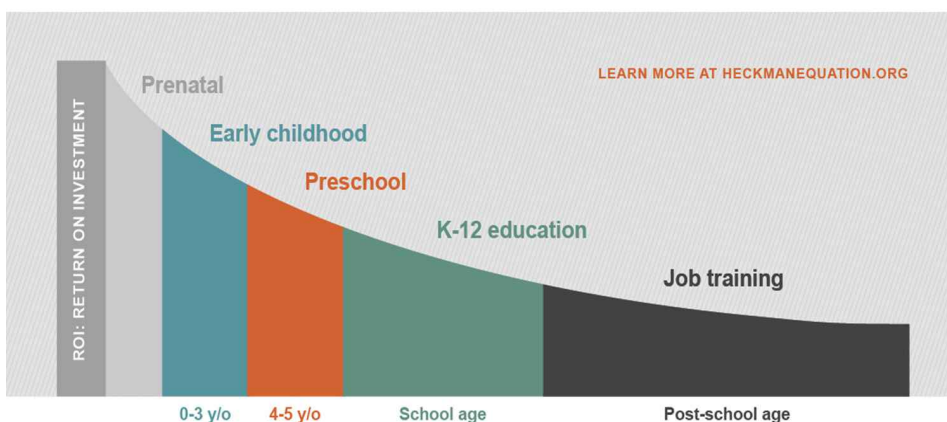 LEARN MORE AT HECKMANEQUATION.ORG
Prenatal
Early childhood
Preschool
K-12 education
Job training
ROI: RETURN ON INVESTMENT
0-3 y/o
4-5 y/o
School age
Post-school age